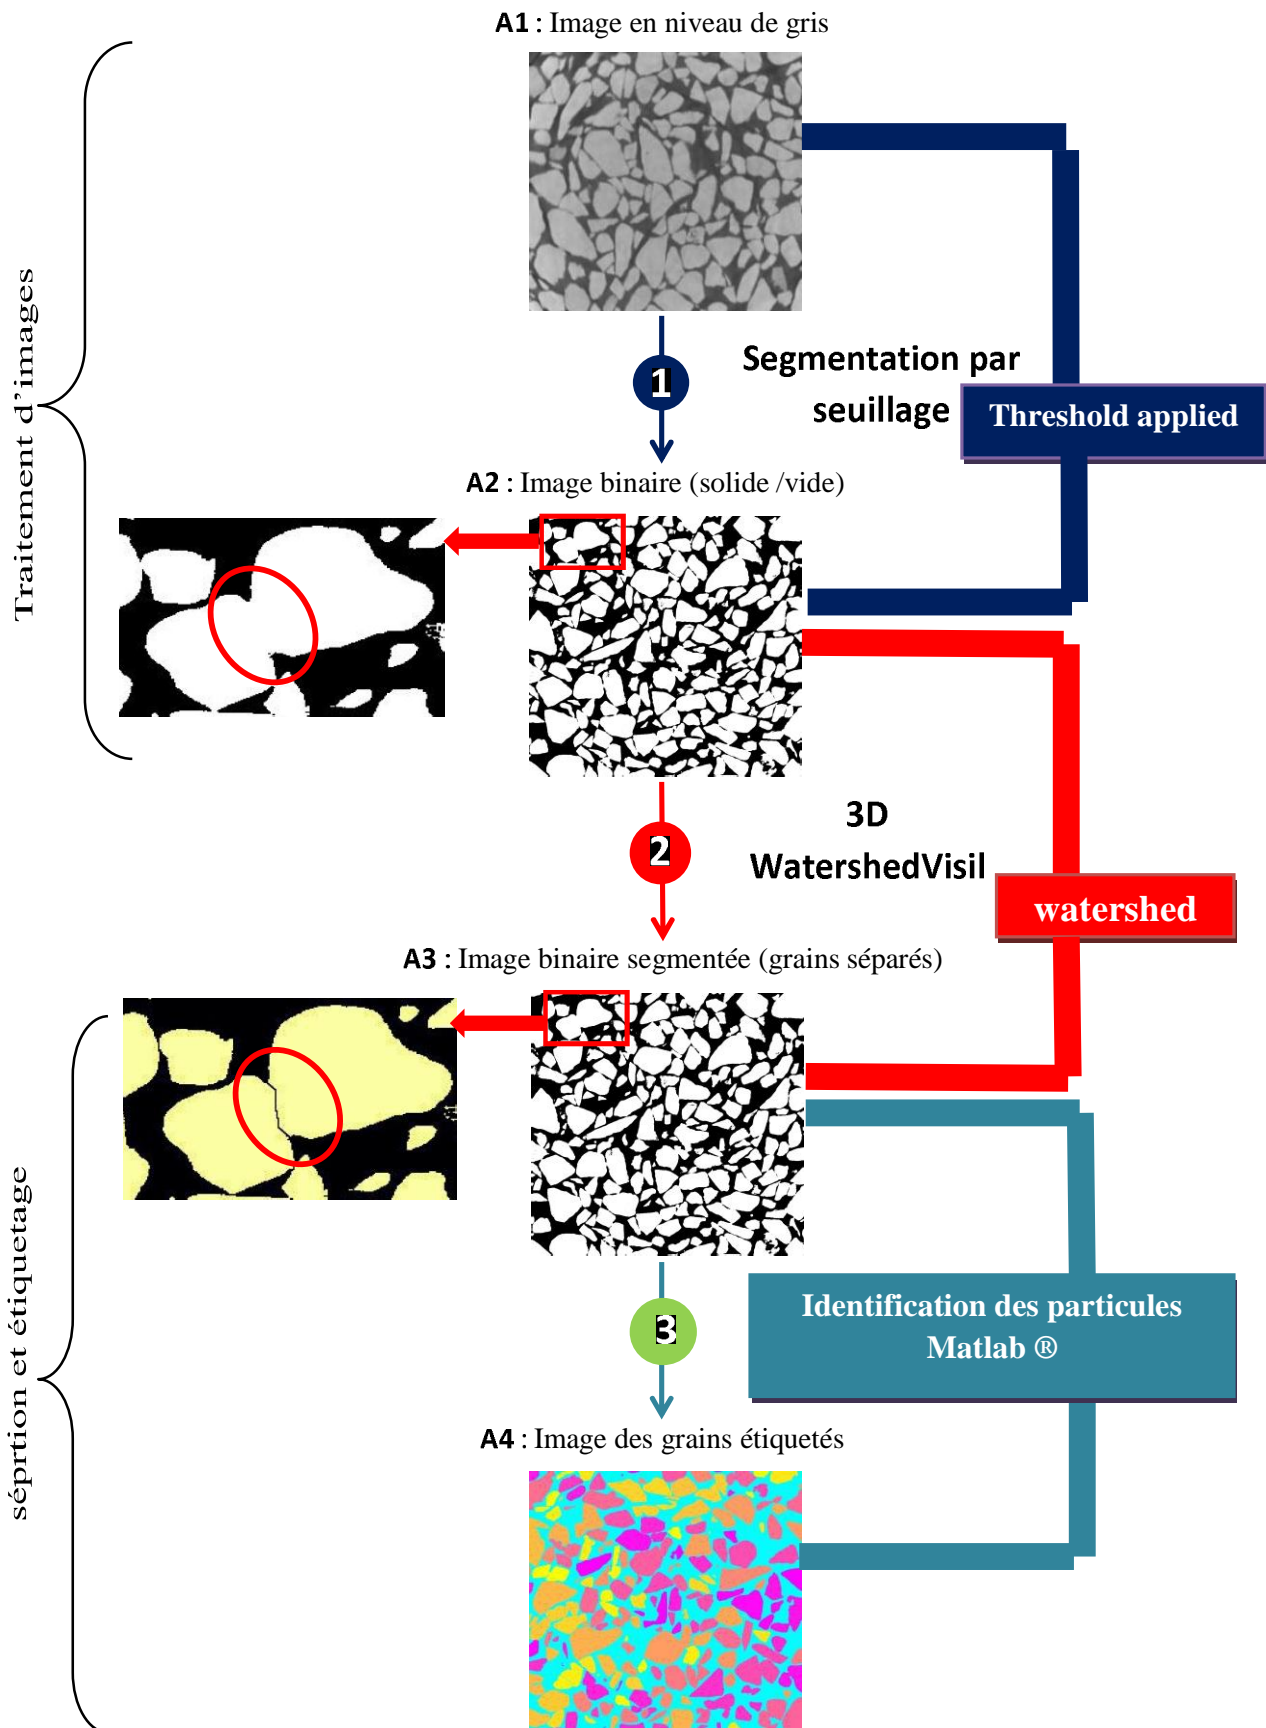 A1 : Image en niveau de gris
Traitement d'images
1
Segmentation par
seuillage
Threshold applied
A2 : Image binaire (solide /vide)
2
3D
WatershedVisil
watershed
A3 : Image binaire segmentée (grains séparés)
séprtion et étiquetage
3
Identification des particules
Matlab ®
A4 : Image des grains étiquetés